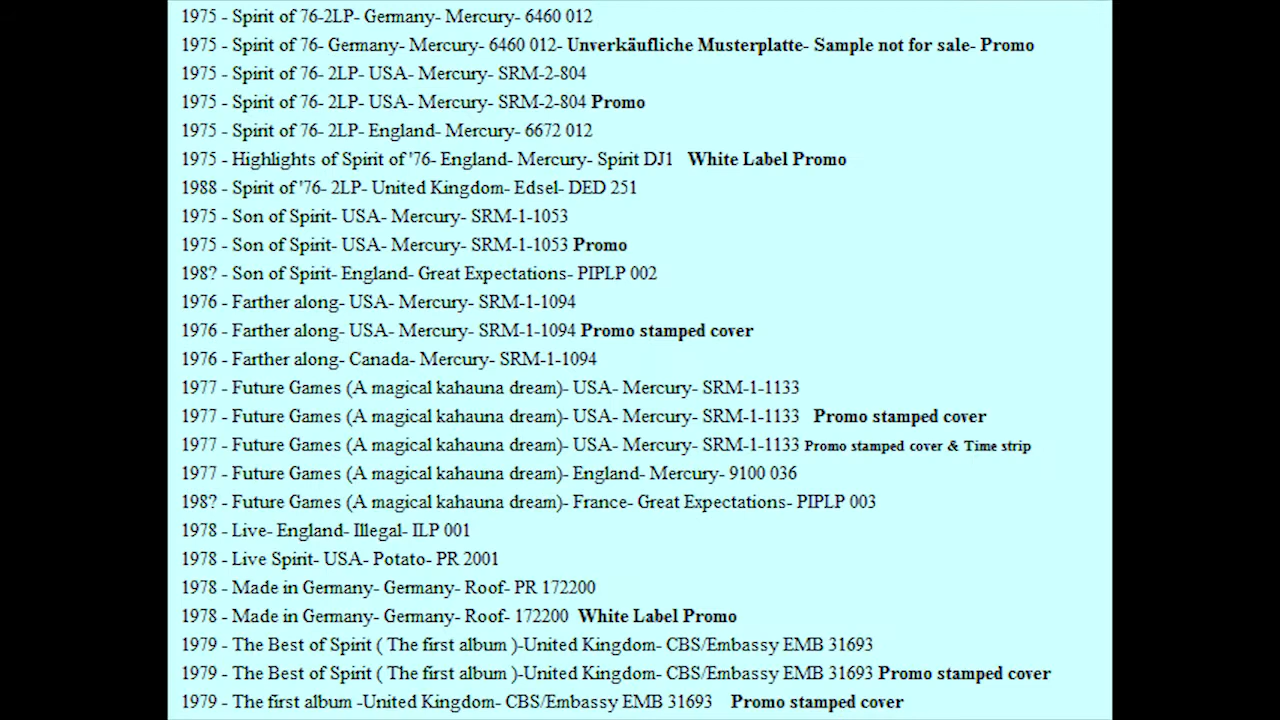 1975 - Spirit of 76-2LP- Germany- Mercury- 6460 012
1975 - Spirit of 76- Germany- Mercury- 6460 012- Unverkäufliche Musterplatte- Sample not for sale- Promo
1975 - Spirit of 76- 2LP- USA- Mercury- SRM-2-804
1975 - Spirit of 76- 2LP- USA- Mercury- SRM-2-804 Promo
1975 - Spirit of 76- 2LP- England- Mercury- 6672 012
1975 - Highlights of Spirit of '76- England- Mercury- Spirit DJ1 White Label Promo
1988 - Spirit of '76- 2LP- United Kingdom- Edsel- DED 251
1975 - Son of Spirit- USA- Mercury- SRM-1-1053
1975 - Son of Spirit- USA- Mercury- SRM-1-1053 Promo
198? - Son of Spirit- England- Great Expectations- PIPLP 002
1976 - Farther along- USA- Mercury- SRM-1-1094
1976 - Farther along- USA- Mercury- SRM-1-1094 Promo stamped cover
1976 - Farther along- Canada- Mercury- SRM-1-1094
1977 - Future Games (A magical kahauna dream)- USA- Mercury- SRM-1-1133
1977 - Future Games (A magical kahauna dream)- USA- Mercury- SRM-1-1133 Promo stamped cover
1977 - Future Games (A magical kahauna dream)- USA- Mercury- SRM-1-1133 Promo stamped cover & Time strip
1977 - Future Games (A magical kahauna dream)- England- Mercury- 9100 036
198? - Future Games (A magical kahauna dream)- France- Great Expectations- PIPLP 003
1978 - Live- England- Illegal- ILP 001
1978 - Live Spirit- USA- Potato- PR 2001
1978 - Made in Germany- Germany- Roof- PR 172200
1978 - Made in Germany- Germany- Roof- 172200 White Label Promo
1979 - The Best of Spirit ( The first album )-United Kingdom- CBS/Embassy EMB 31693
1979 - The Best of Spirit ( The first album )-United Kingdom- CBS/Embassy EMB 31693 Promo stamped cover
1979 - The first album -United Kingdom- CBS/Embassy EMB 31693 Promo stamped cover